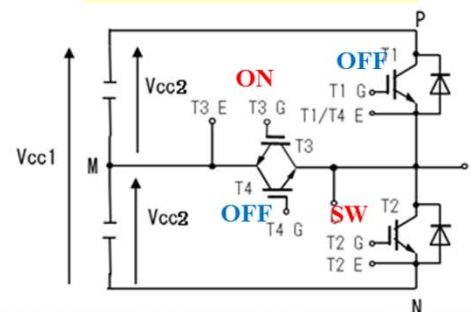 P
OFF
T1
ON
Vcc2
T1 G
T3 E
T3 G
T1/T4 E
T3
Vcc1
M
T4
OFF
SW
T2
Vcc2
T4 G
T2 G
T2 E
N